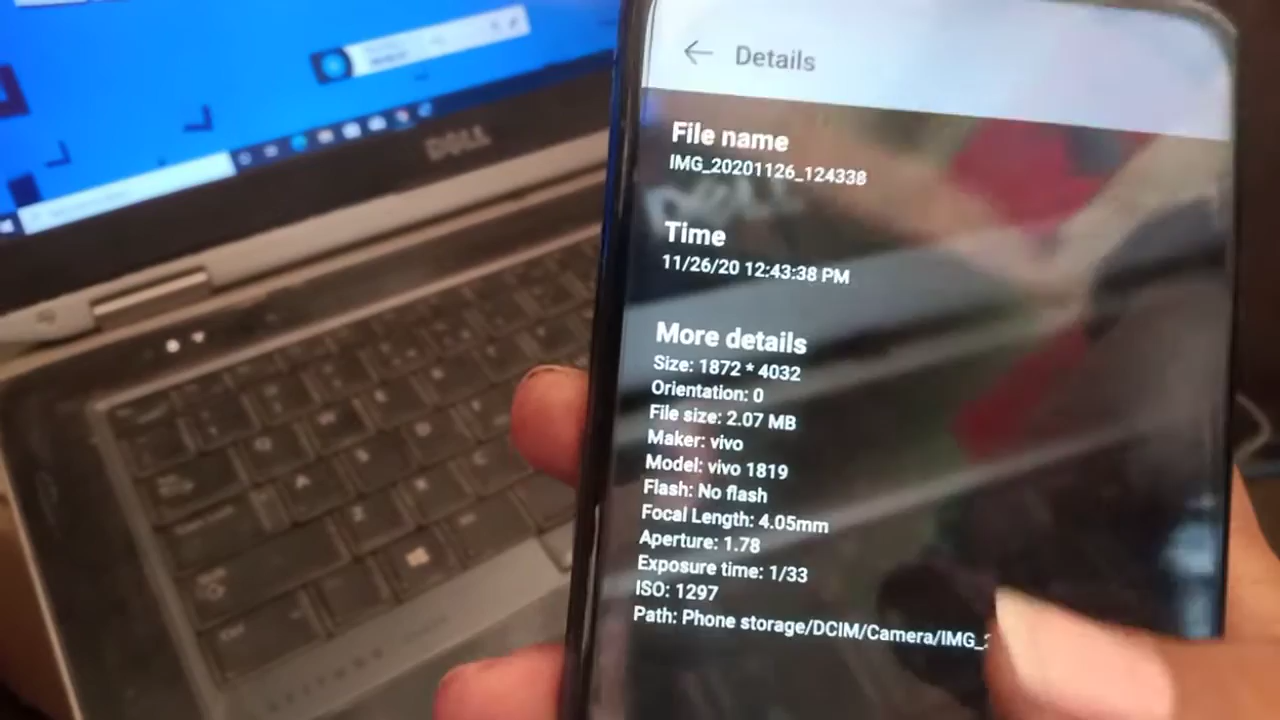 DELL
← Details
File name
IMG_20201126_124338
Time
11/26/20 12:43:38 PM
More details
Size: 1872 * 4032
Orientation: 0
File size: 2.07 MB
Maker: vivo
Model: vivo 1819
Flash: No flash
Focal Length: 4.05mm
Aperture: 1.78
Exposure time: 1/33
ISO: 1297
Path: Phone storage/DCIM/Camera/IMG_